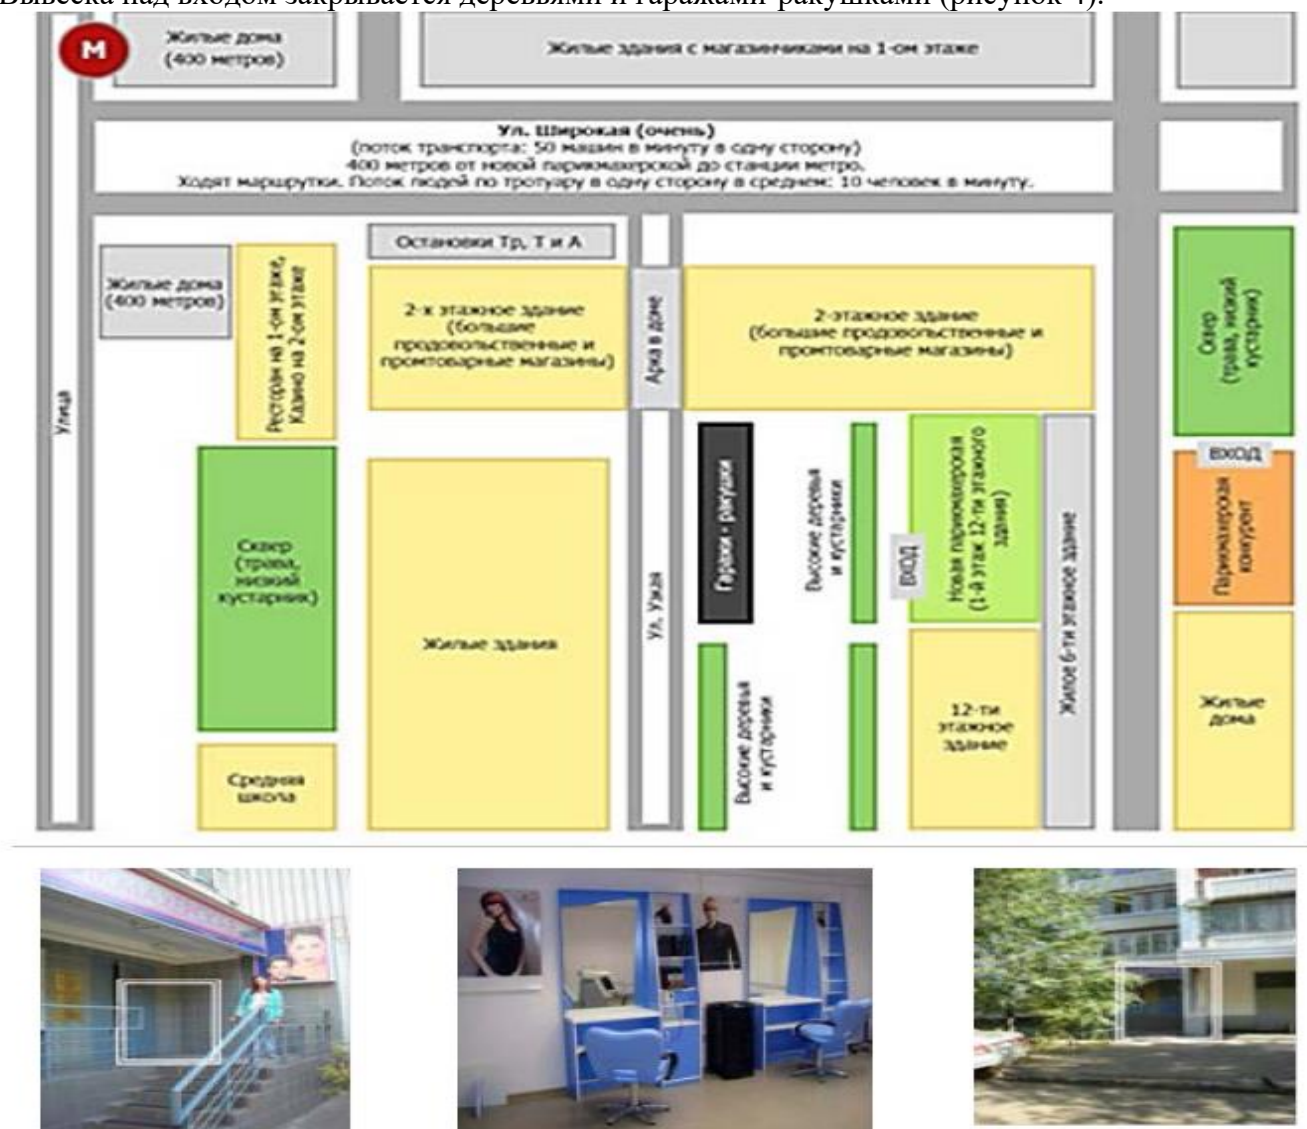 Вывеска над входом закрывается деревьями и гаражами-ракушками (рисунок 4).
М
Жилые дома
(400 метров)
Жилые здания с магазинчиками на 1-ом этаже
Ул. Широкая (очень)
(поток транспорта: 50 машин в минуту в одну сторону)
400 метров от новой парикмахерской до станции метро.
Ходят маршрутки. Поток людей по тротуару в одну сторону в среднем: 10 человек в минуту.
Улица
Жилые дома
(400 метров)
Ресторан на 1-ом этаже,
Казино на 2-ом этаже
Остановки Тр, Т и А
2-х этажное здание
(большие
продовольственные и
промтоварные магазины)
Арка в доме
2-этажное здание
(большие продовольственные и
промтоварные магазины)
Сквер
(трава, низкий
кустарник)
ВХОД
Парикмахерская
конкурент
Жилые
дома
Сквер
(трава,
низкий
кустарник)
Средняя
школа
Жилые здания
Ул. Узкая
Гаражи - ракушки
Высокие деревья
и кустарники
Высокие деревья
и кустарники
ВХОД
Новая парикмахерская
(1-й этаж 12-ти этажного
здания)
12-ти
этажное
здание
Жилое 6-ти этажное здание